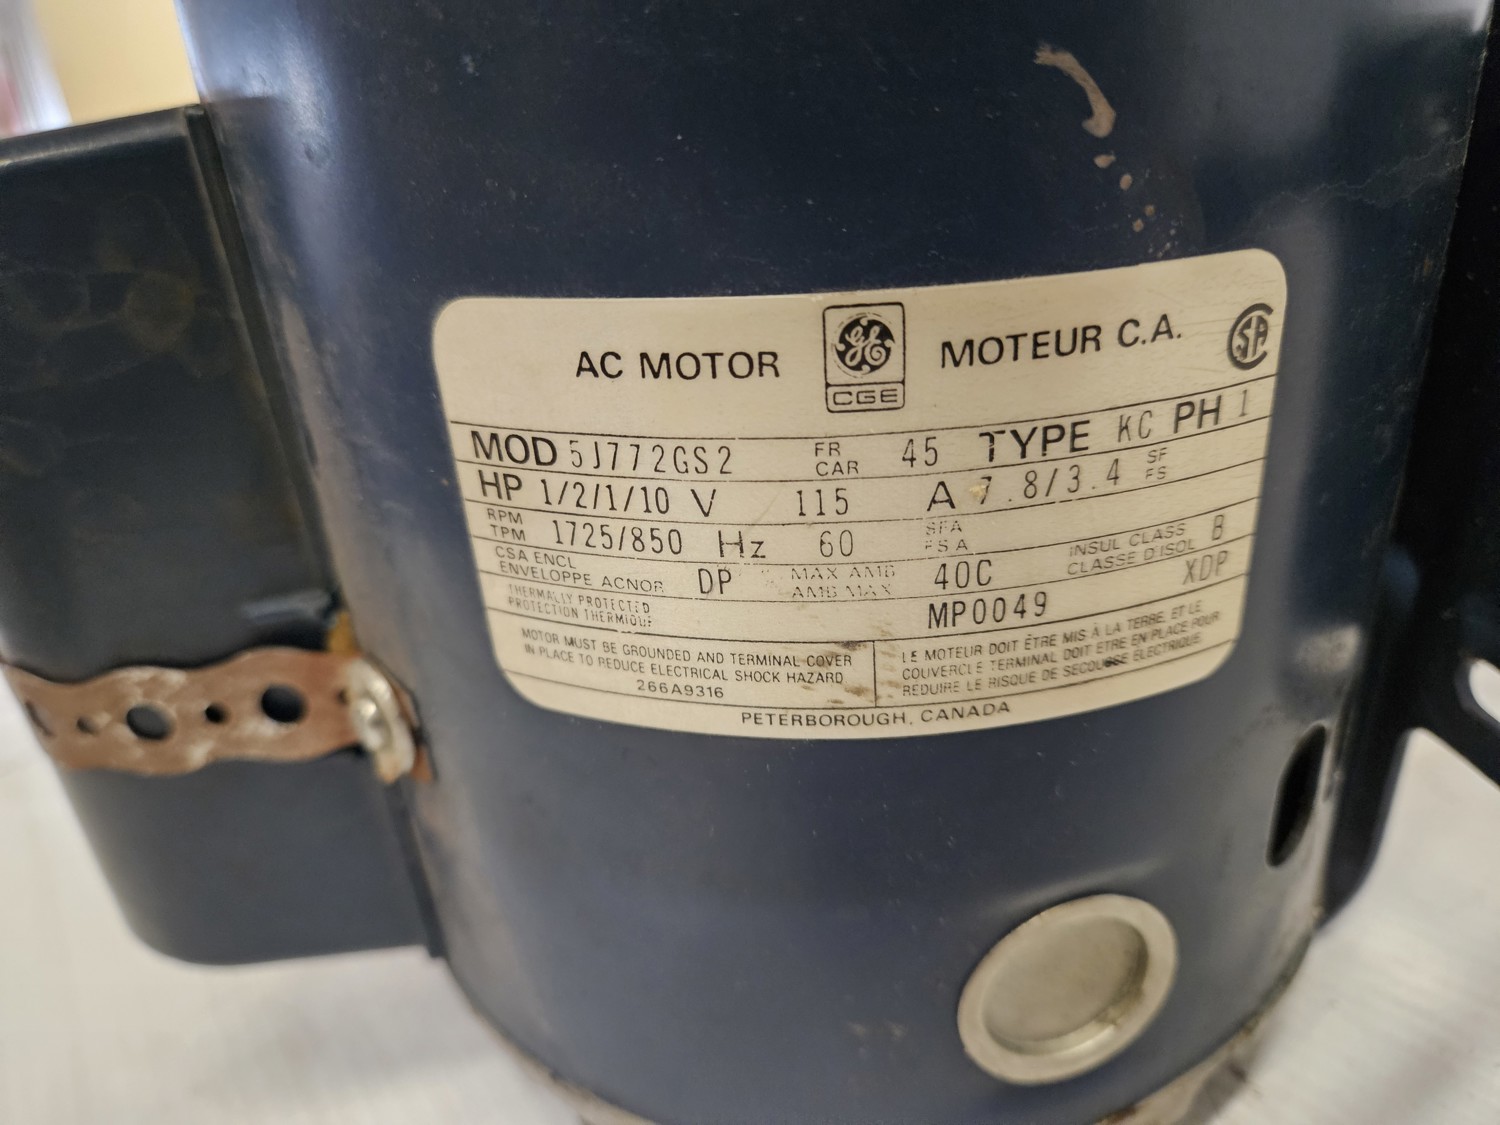 AC MOTOR GE CGE MOTEUR C.A. CSA
MOD 5J772GS2 FR CAR 45 TYPE KC PH 1
HP 1/2/1/10 V 115 A 7.8/3.4 SF FS
RPM TPM 1725/850 Hz 60 SFA FSA
CSA ENCL ENVELOPPE ACNOR DP MAX AMB AMB MAX 40C INSUL CLASS CLASSE D'ISOL B
THERMALLY PROTECTED PROTECTION THERMIQUE MP0049 XDP
MOTOR MUST BE GROUNDED AND TERMINAL COVER
IN PLACE TO REDUCE ELECTRICAL SHOCK HAZARD
266A9316
LE MOTEUR DOIT ÊTRE MIS À LA TERRE, ET LE
COUVERCLE TERMINAL DOIT ETRE EN PLACE POUR
REDUIRE LE RISQUE DE SECOUSSE ÉLECTRIQUE
PETERBOROUGH, CANADA